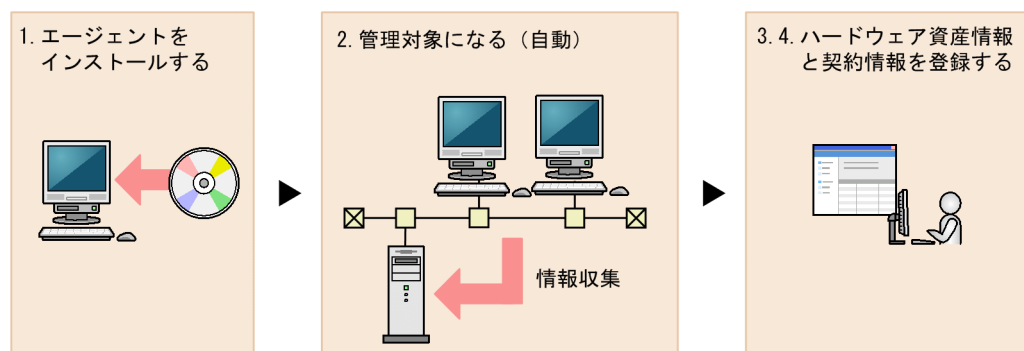 1. エージェントを
インストールする
2. 管理対象になる（自動）
情報収集
3.4. ハードウェア資産情報
と契約情報を登録する